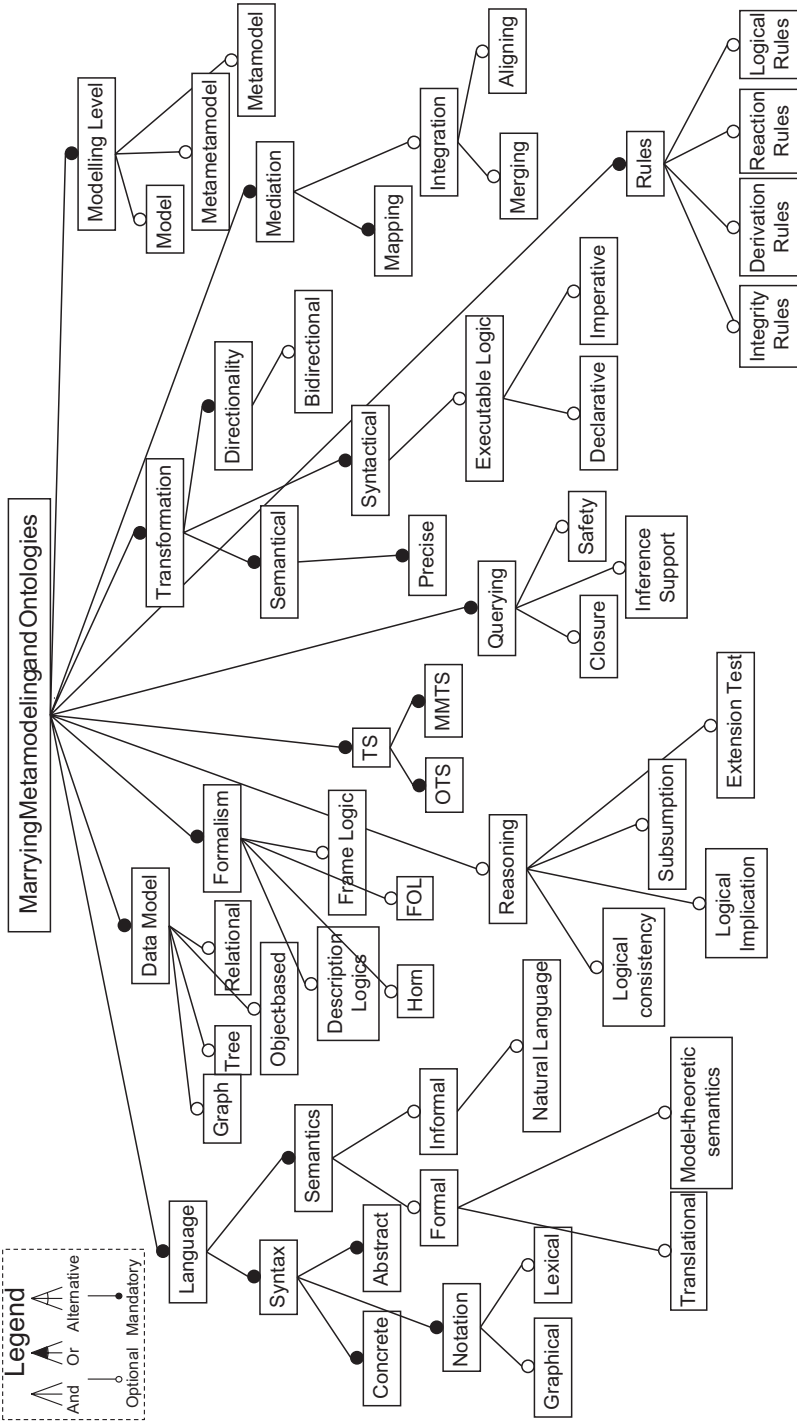 MarryingMetamodelingand Ontologies
Legend
And
Or
Alternative
Optional
Mandatory
Language
Syntax
Concrete
Abstract
Notation
Graphical
Lexical
Semantics
Formal
Informal
Translational
Model-theoretic
semantics
Natural Language
Data Model
Graph
Tree
Object-based
Relational
Formalism
Description
Logics
Horn
FOL
Frame Logic
Reasoning
Logical
consistency
Logical
Implication
Subsumption
Extension Test
TS
OTS
MMTS
Querying
Closure
Inference
Support
Safety
Transformation
Semantical
Precise
Syntactical
Executable Logic
Declarative
Imperative
Directionality
Bidirectional
Rules
Integrity
Rules
Derivation
Rules
Reaction
Rules
Logical
Rules
Mediation
Mapping
Integration
Merging
Aligning
Modelling Level
Model
Metametamodel
Metamodel